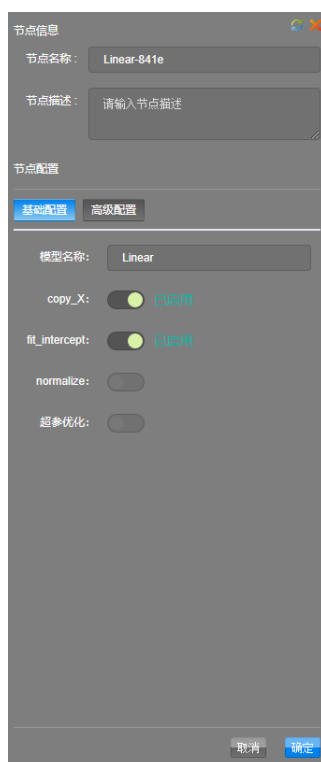 节点信息
节点名称： Linear-841e
节点描述： 请输入节点描述
节点配置
基础配置 高级配置
模型名称： Linear
copy_X： 已启用
fit_intercept： 已启用
normalize：
超参优化：
取消 确定